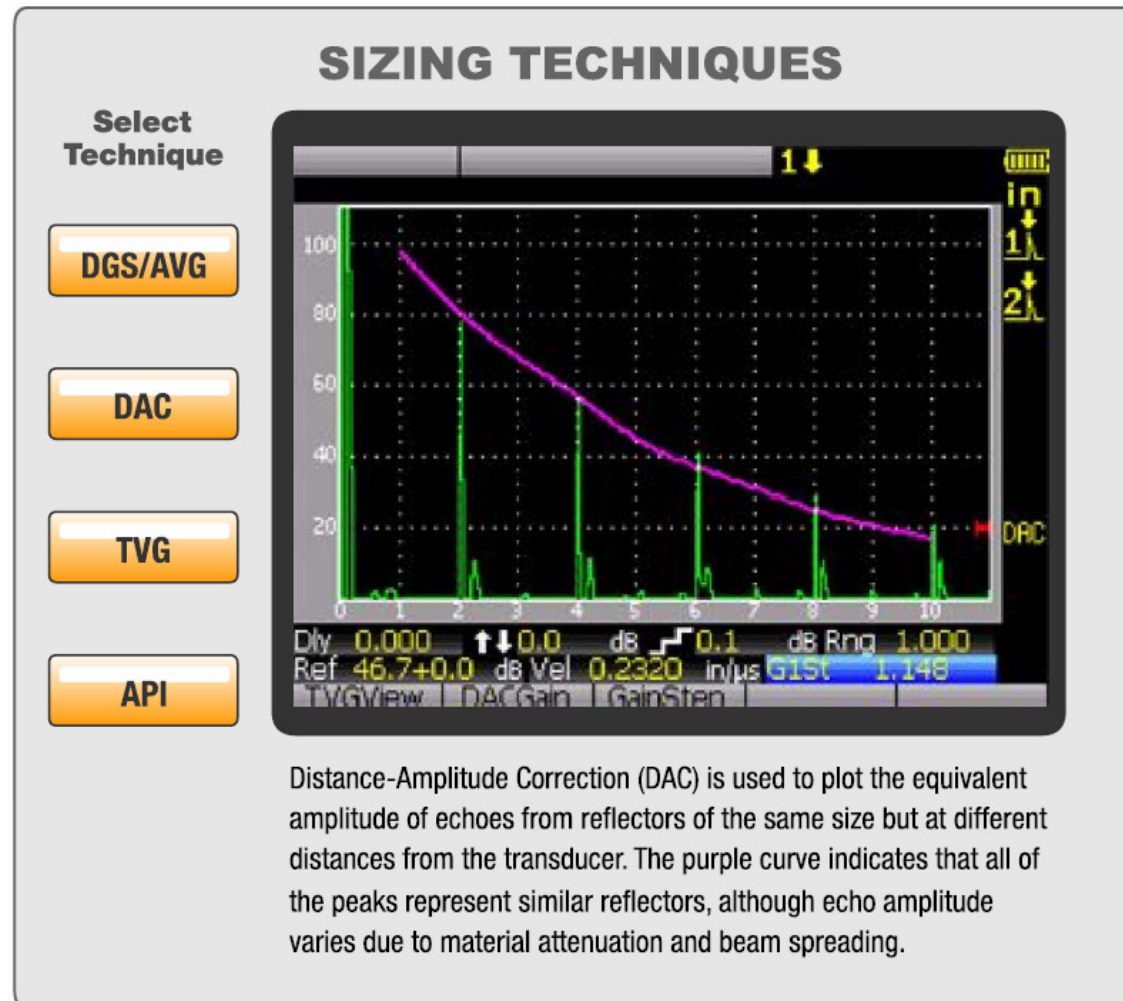 SIZING TECHNIQUES
Select
Technique
DGS/AVG
DAC
TVG
API
1
in
1
2
100
80
60
40
20
DAC
0 1 2 3 4 5 6 7 8 9 10
Dly 0.000 0.0 dB 0.1 dB Rng 1.000
Ref 46.7+0.0 dB Vel 0.2320 in/µs G1St 1.148
TVGView DACGain GainStep
Distance-Amplitude Correction (DAC) is used to plot the equivalent
amplitude of echoes from reflectors of the same size but at different
distances from the transducer. The purple curve indicates that all of
the peaks represent similar reflectors, although echo amplitude
varies due to material attenuation and beam spreading.